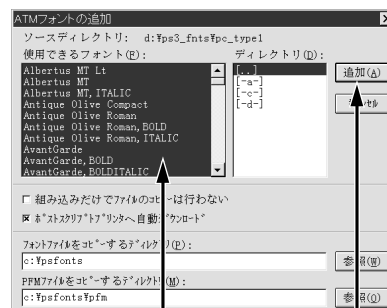 ATMフォントの追加
ソースディレクトリ: d:¥ps3_fnts¥pc_type1
使用できるフォント(F): ディレクトリ(D):
Albertus MT Lt
Albertus MT
Albertus MT, ITALIC
Antique Olive Compact
Antique Olive Roman
Antique Olive Roman, BOLD
Antique Olive Roman, ITALIC
AvantGarde
AvantGarde, BOLD
AvantGarde, BOLDITALIC
[..]
[-a-]
[-c-]
[-d-]
追加(A)
組み込みだけでファイルのコピーは行わない
ポストスクリプトプリンタへ自動ダウンロード
フォントファイルをコピーするディレクトリ(P):
c:¥psfonts
参照(W)
PFMファイルをコピーするディレクトリ(M):
c:¥psfonts¥pfm
参照(O)